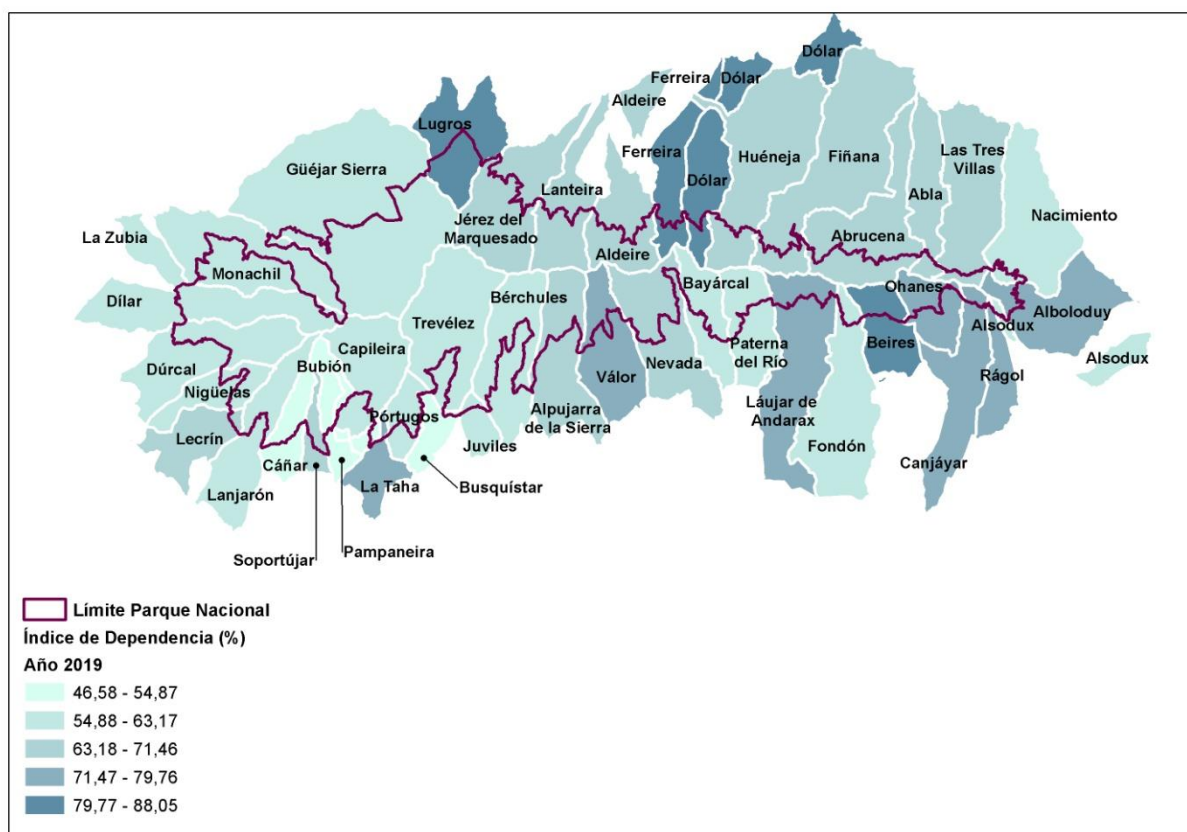 Dólar
Ferreira
Dólar
Aldeire
Lugros
Las Tres
Villas
Ferreira
Huéneja
Fiñana
Güéjar Sierra
Dólar
Lanteira
Abla
Nacimiento
Jérez del
Marquesado
La Zubia
Abrucena
Aldeire
Monachil
Bayárcal
Ohanes
Dílar
Bérchules
Alboloduy
Trevélez
Alsodux
Beires
Capileira
Paterna
del Río
Alsodux
Bubión
Nevada
Dúrcal
Válor
Rágol
Nigüelas
Láujar de
Andarax
Pórtugos
Alpujarra
de la Sierra
Lecrín
Fondón
Juviles
Cáñar
Canjáyar
La Taha
Busquístar
Lanjarón
Soportújar
Pampaneira
Límite Parque Nacional
Índice de Dependencia (%)
Año 2019
46,58 - 54,87
54,88 - 63,17
63,18 - 71,46
71,47 - 79,76
79,77 - 88,05